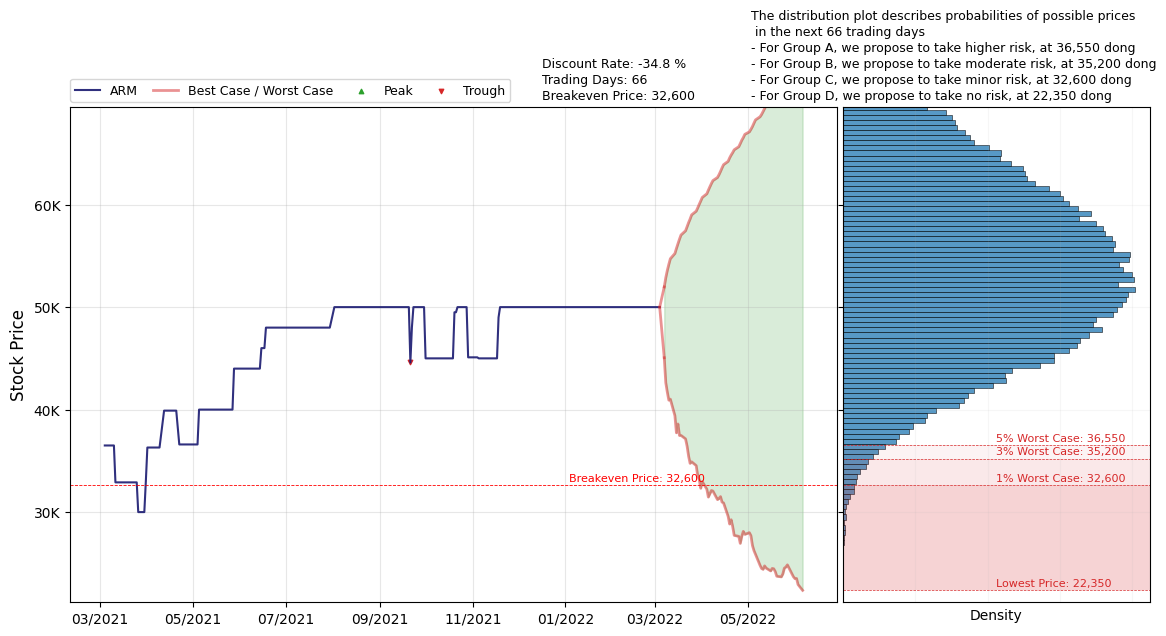 The distribution plot describes probabilities of possible prices
in the next 66 trading days
- For Group A, we propose to take higher risk, at 36,550 dong
- For Group B, we propose to take moderate risk, at 35,200 dong
- For Group C, we propose to take minor risk, at 32,600 dong
- For Group D, we propose to take no risk, at 22,350 dong
Discount Rate: -34.8 %
Trading Days: 66
Breakeven Price: 32,600
ARM
Best Case / Worst Case
Peak
Trough
Stock Price
60K
50K
40K
30K
Breakeven Price: 32,600
03/2021
05/2021
07/2021
09/2021
11/2021
01/2022
03/2022
05/2022
5% Worst Case: 36,550
3% Worst Case: 35,200
1% Worst Case: 32,600
Lowest Price: 22,350
Density